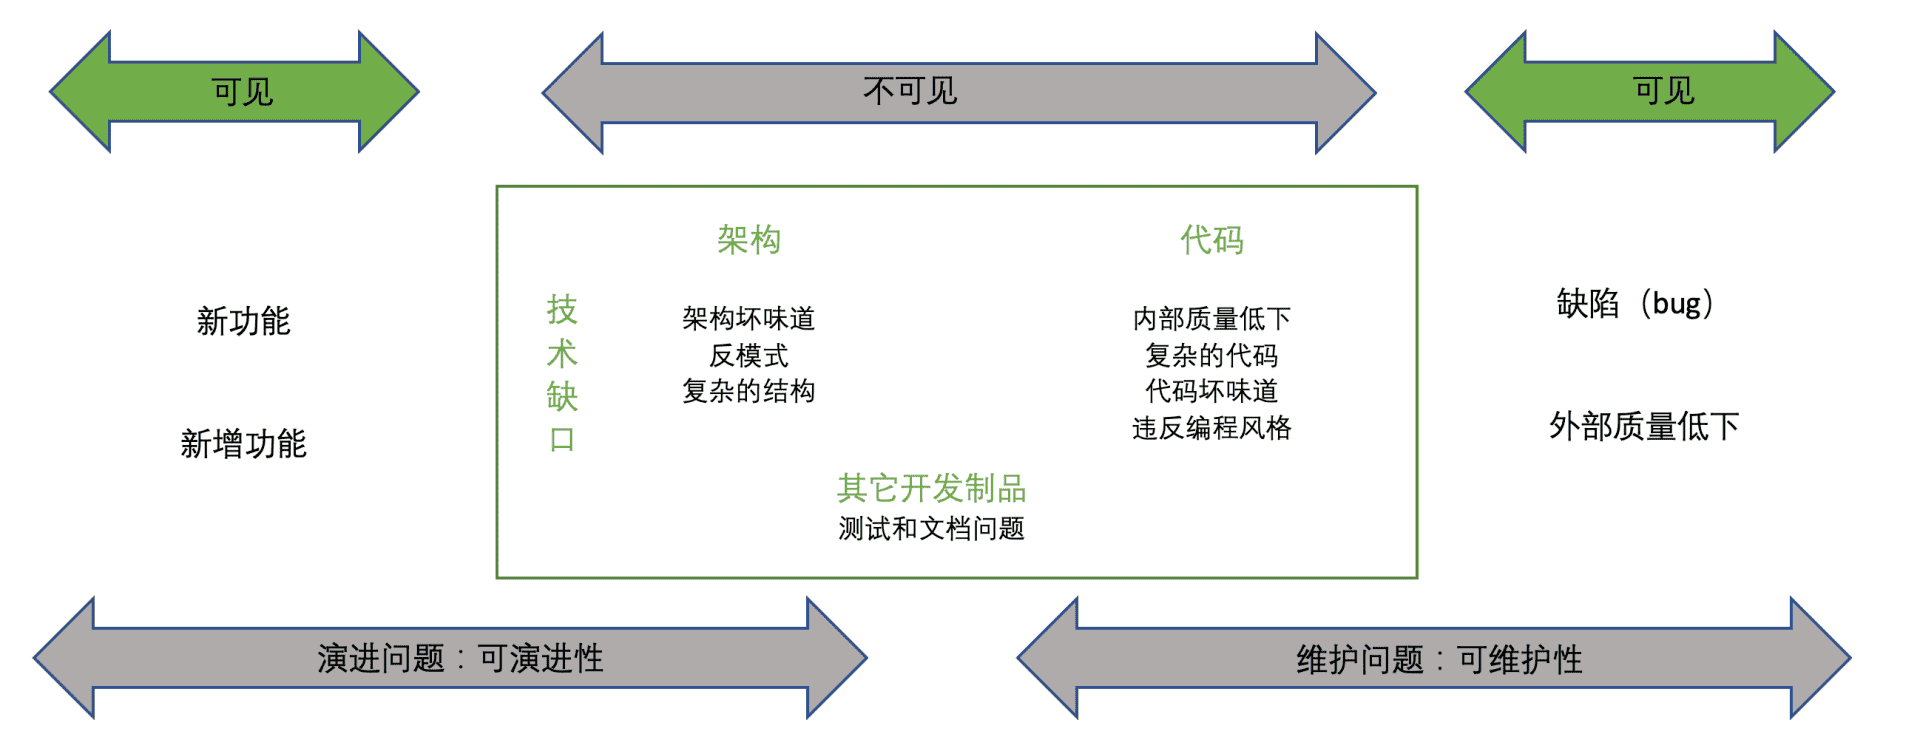 可见
不可见
可见
架构
代码
技术缺口
新功能
新增功能
架构坏味道
反模式
复杂的结构
内部质量低下
复杂的代码
代码坏味道
违反编程风格
其它开发制品
测试和文档问题
缺陷（bug）
外部质量低下
演进问题：可演进性
维护问题：可维护性